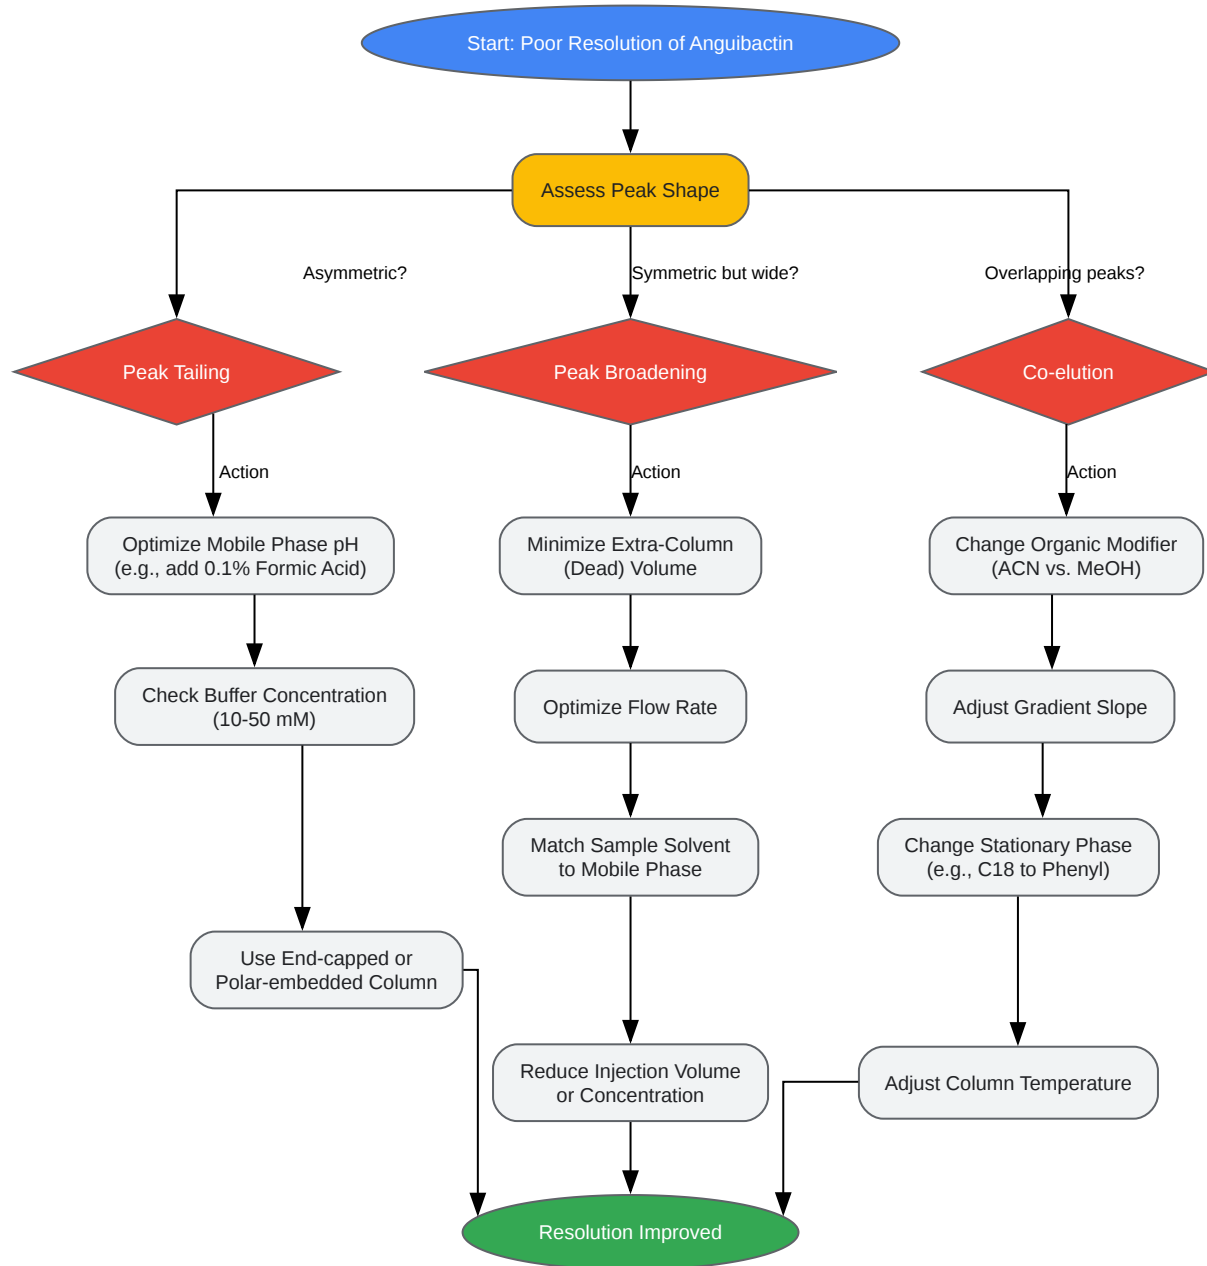 Start: Poor Resolution of Anguibactin
Assess Peak Shape
Asymmetric?
Symmetric but wide?
Overlapping peaks?
Peak Tailing
Peak Broadening
Co-elution
Action
Action
Action
Optimize Mobile Phase pH
(e.g., add 0.1% Formic Acid)
Minimize Extra-Column
(Dead) Volume
Change Organic Modifier
(ACN vs. MeOH)
Check Buffer Concentration
(10-50 mM)
Optimize Flow Rate
Adjust Gradient Slope
Match Sample Solvent
to Mobile Phase
Change Stationary Phase
(e.g., C18 to Phenyl)
Use End-capped or
Polar-embedded Column
Reduce Injection Volume
or Concentration
Adjust Column Temperature
Resolution Improved